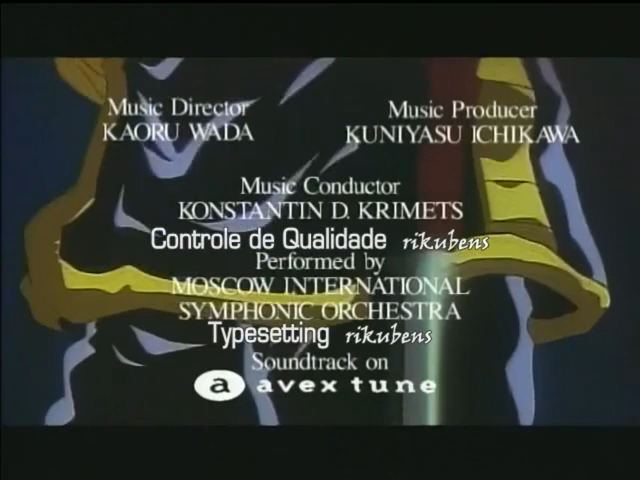 Music Director
KAORU WADA
Music Producer
KUNIYASU ICHIKAWA
Music Conductor
KONSTANTIN D. KRIMETS
Controle de Qualidade rikubens
Performed by
MOSCOW INTERNATIONAL
SYMPHONIC ORCHESTRA
Typesetting rikubens
Soundtrack on
a avex tune